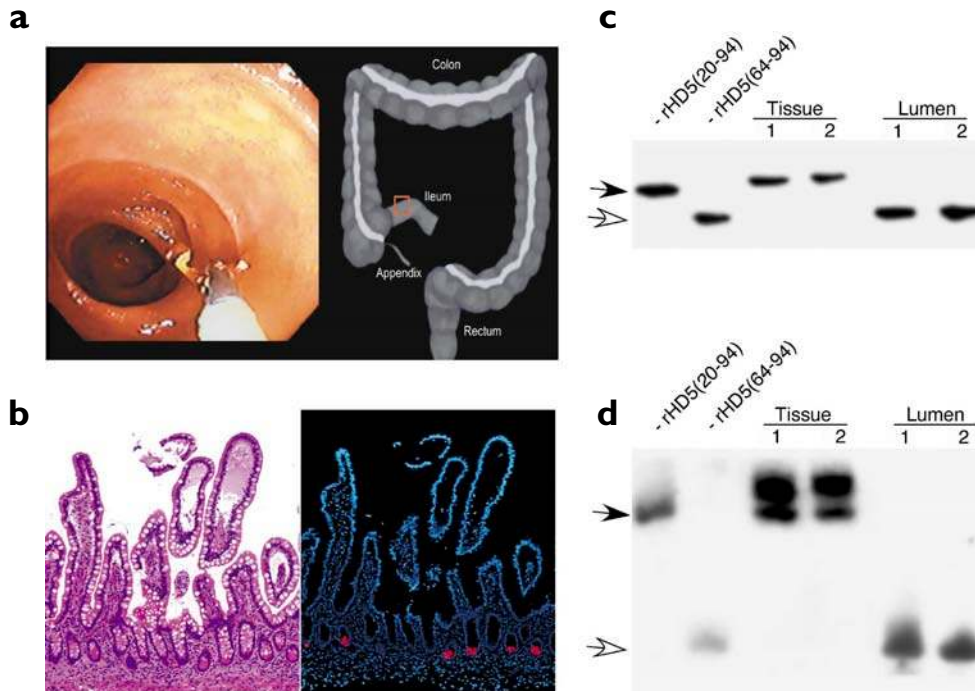 a
Colon
Ileum
Appendix
Rectum
b
c
- rHD5(20-94)
- rHD5(64-94)
Tissue
Lumen
1 2 1 2
d
- rHD5(20-94)
- rHD5(64-94)
Tissue
Lumen
1 2 1 2